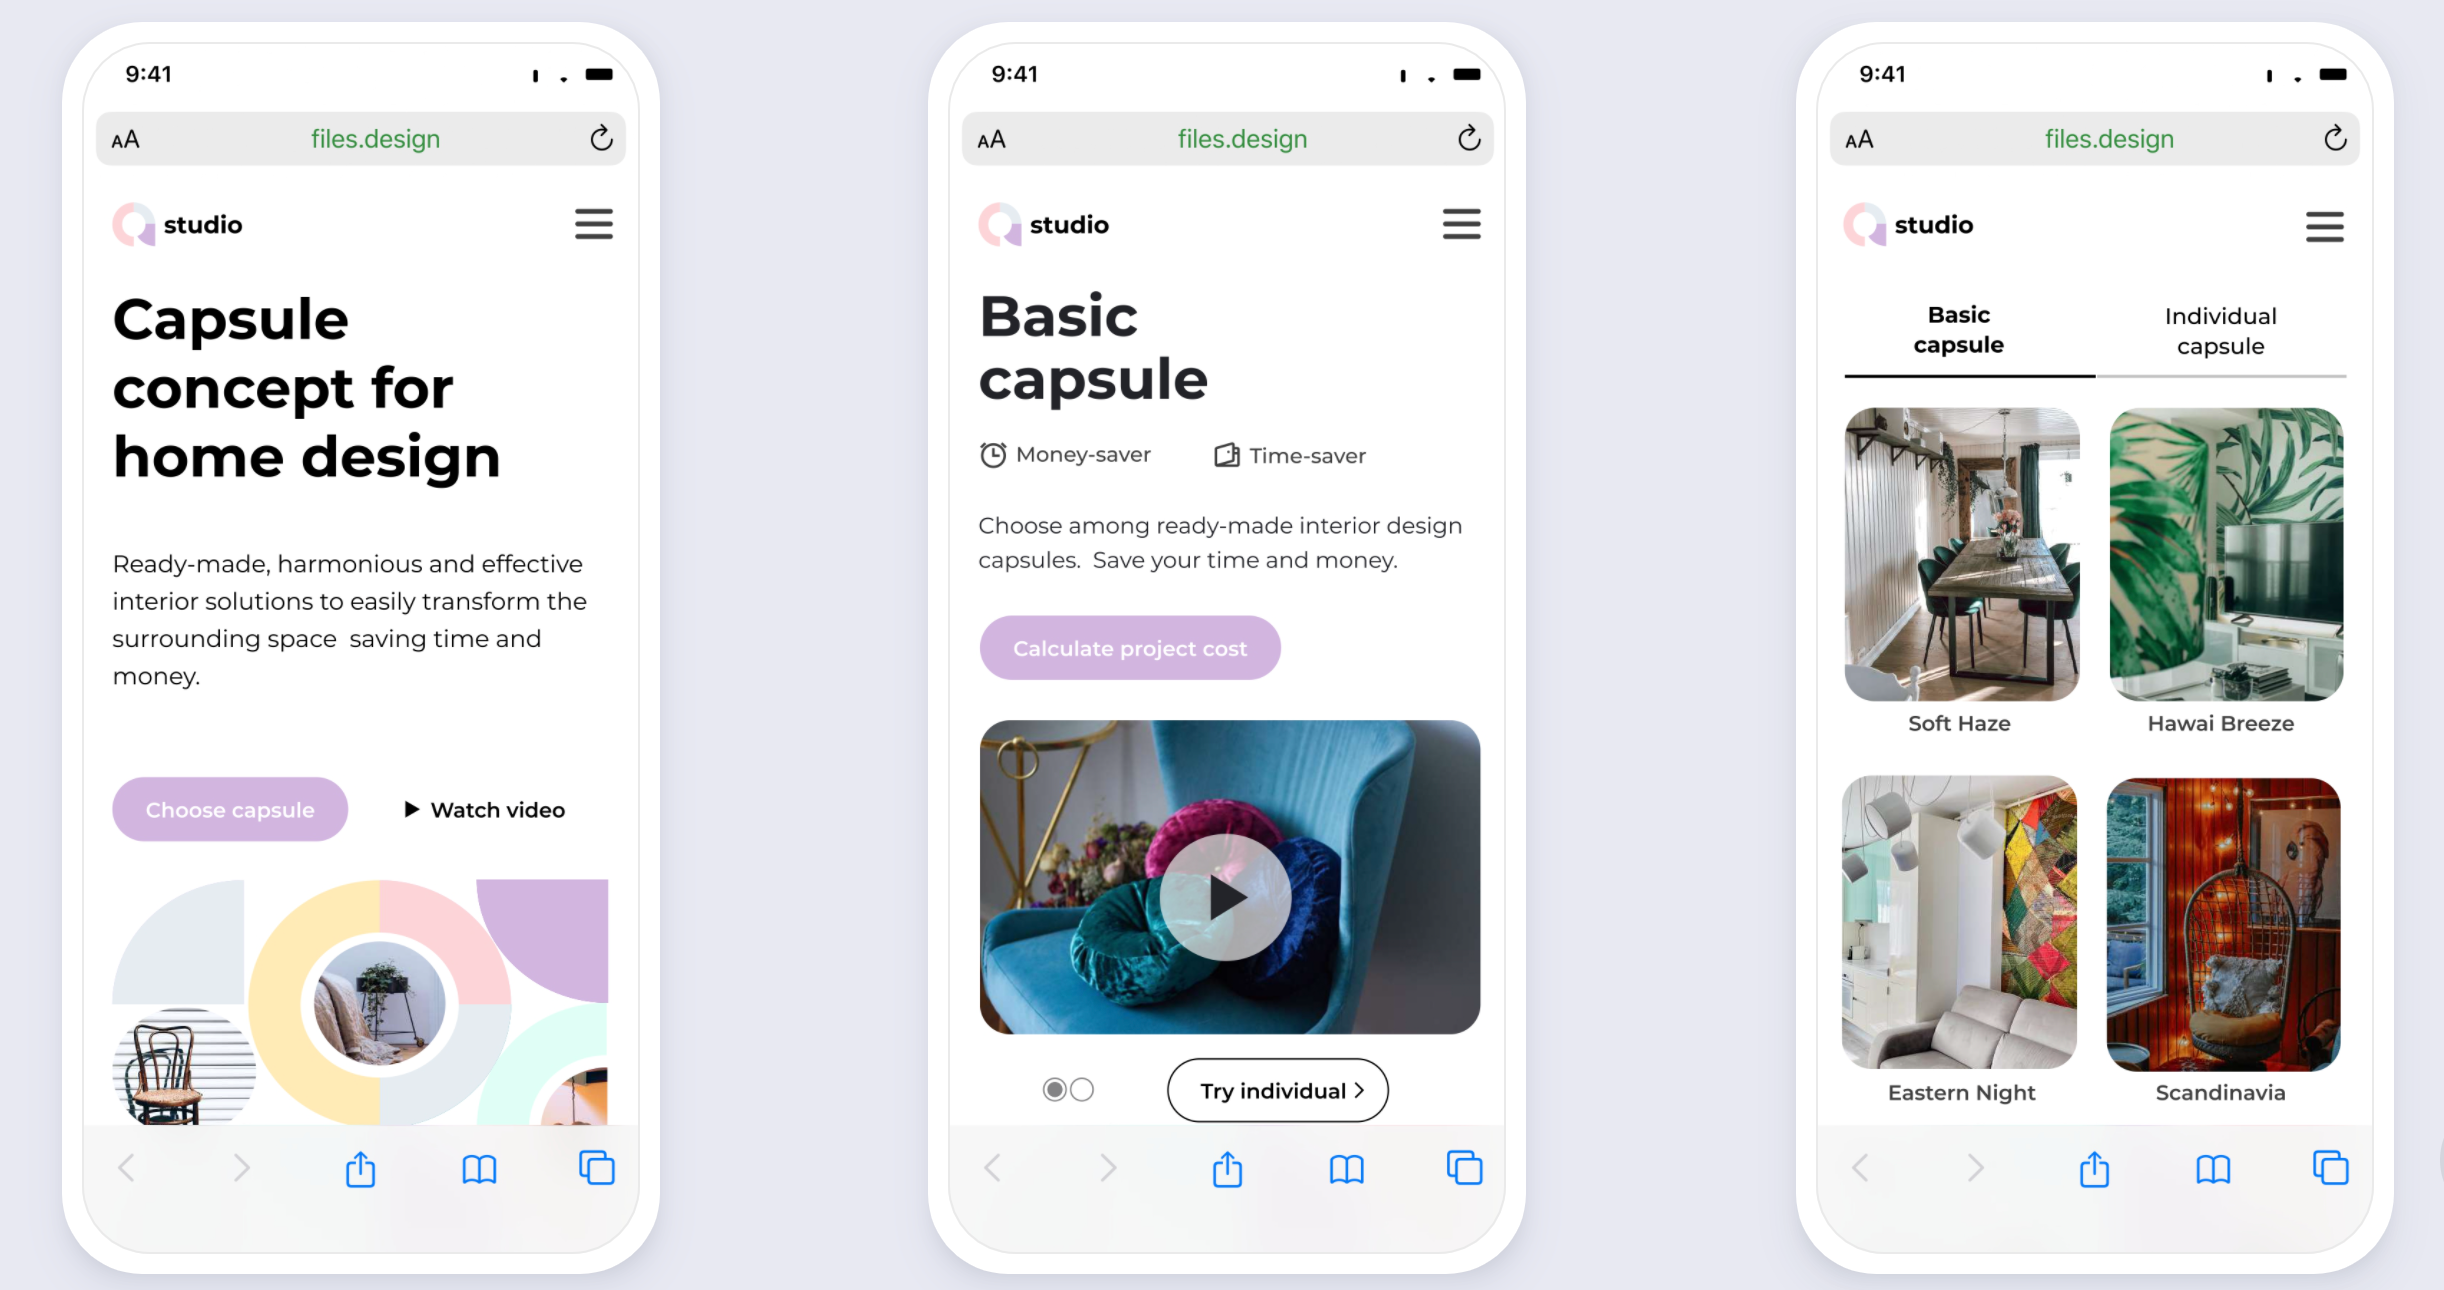 9:41
AA files.design
studio
Capsule
concept for
home design
Ready-made, harmonious and effective
interior solutions to easily transform the
surrounding space saving time and
money.
Choose capsule
Watch video
9:41
AA files.design
studio
Basic
capsule
Money-saver
Time-saver
Choose among ready-made interior design
capsules. Save your time and money.
Calculate project cost
Try individual
9:41
AA files.design
studio
Basic
capsule
Individual
capsule
Soft Haze
Hawai Breeze
Eastern Night
Scandinavia